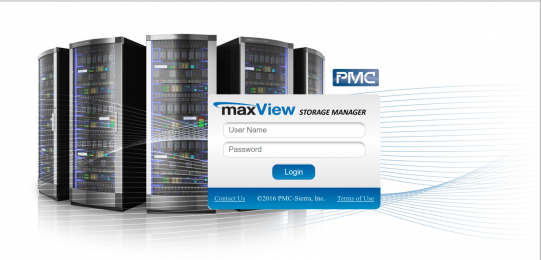 PMC
maxView STORAGE MANAGER
User Name
Password
Login
Contact Us ©2016 PMC-Sierra, Inc. Terms of Use